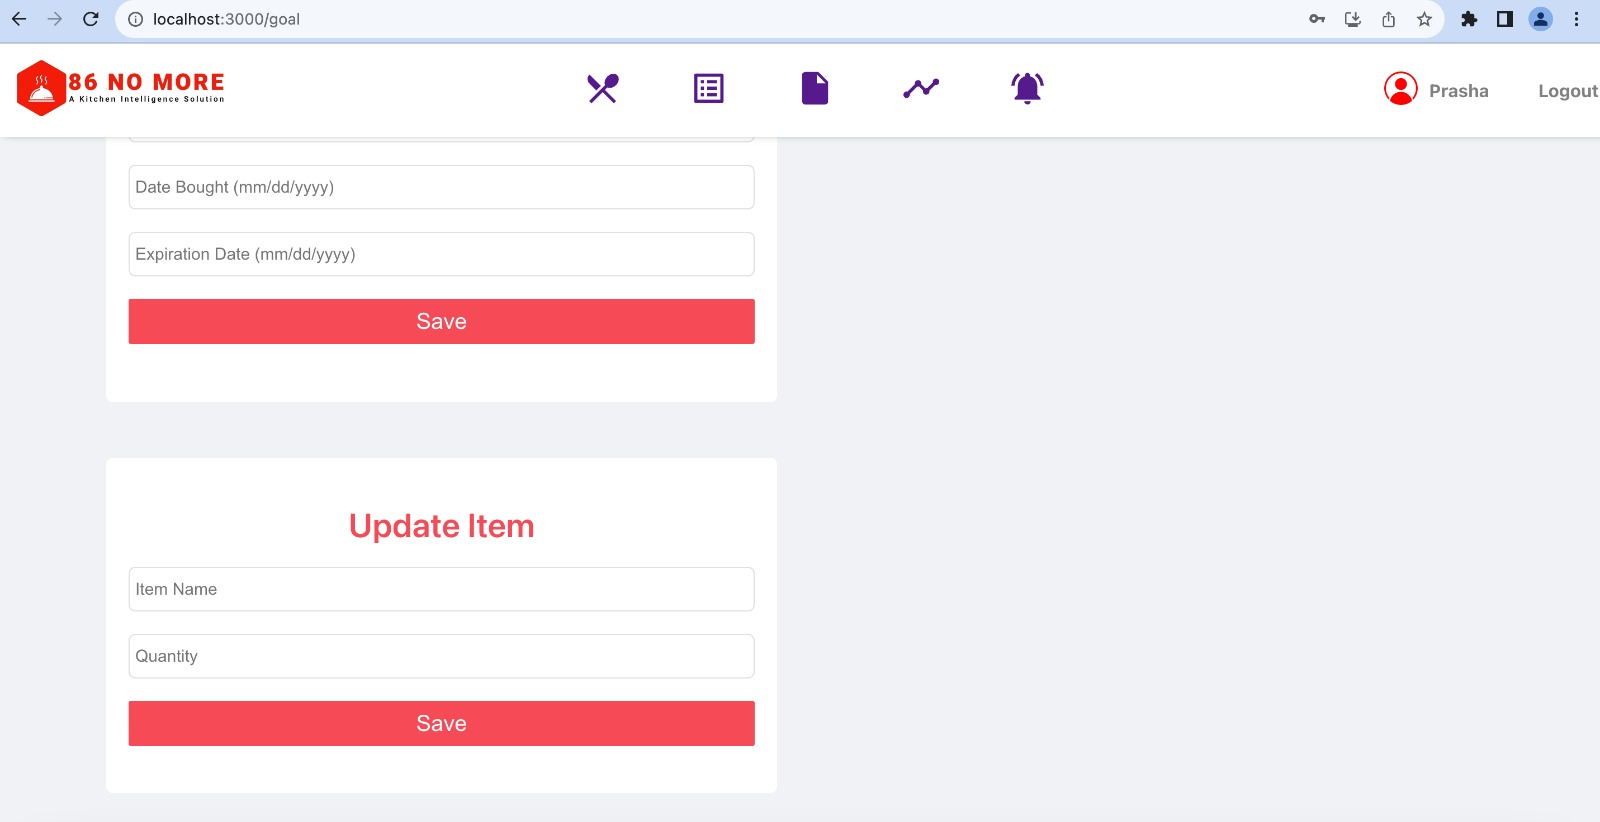 localhost:3000/goal
86 NO MORE
A Kitchen Intelligence Solution
Prasha
Logout
Date Bought (mm/dd/yyyy)
Expiration Date (mm/dd/yyyy)
Save
Update Item
Item Name
Quantity
Save